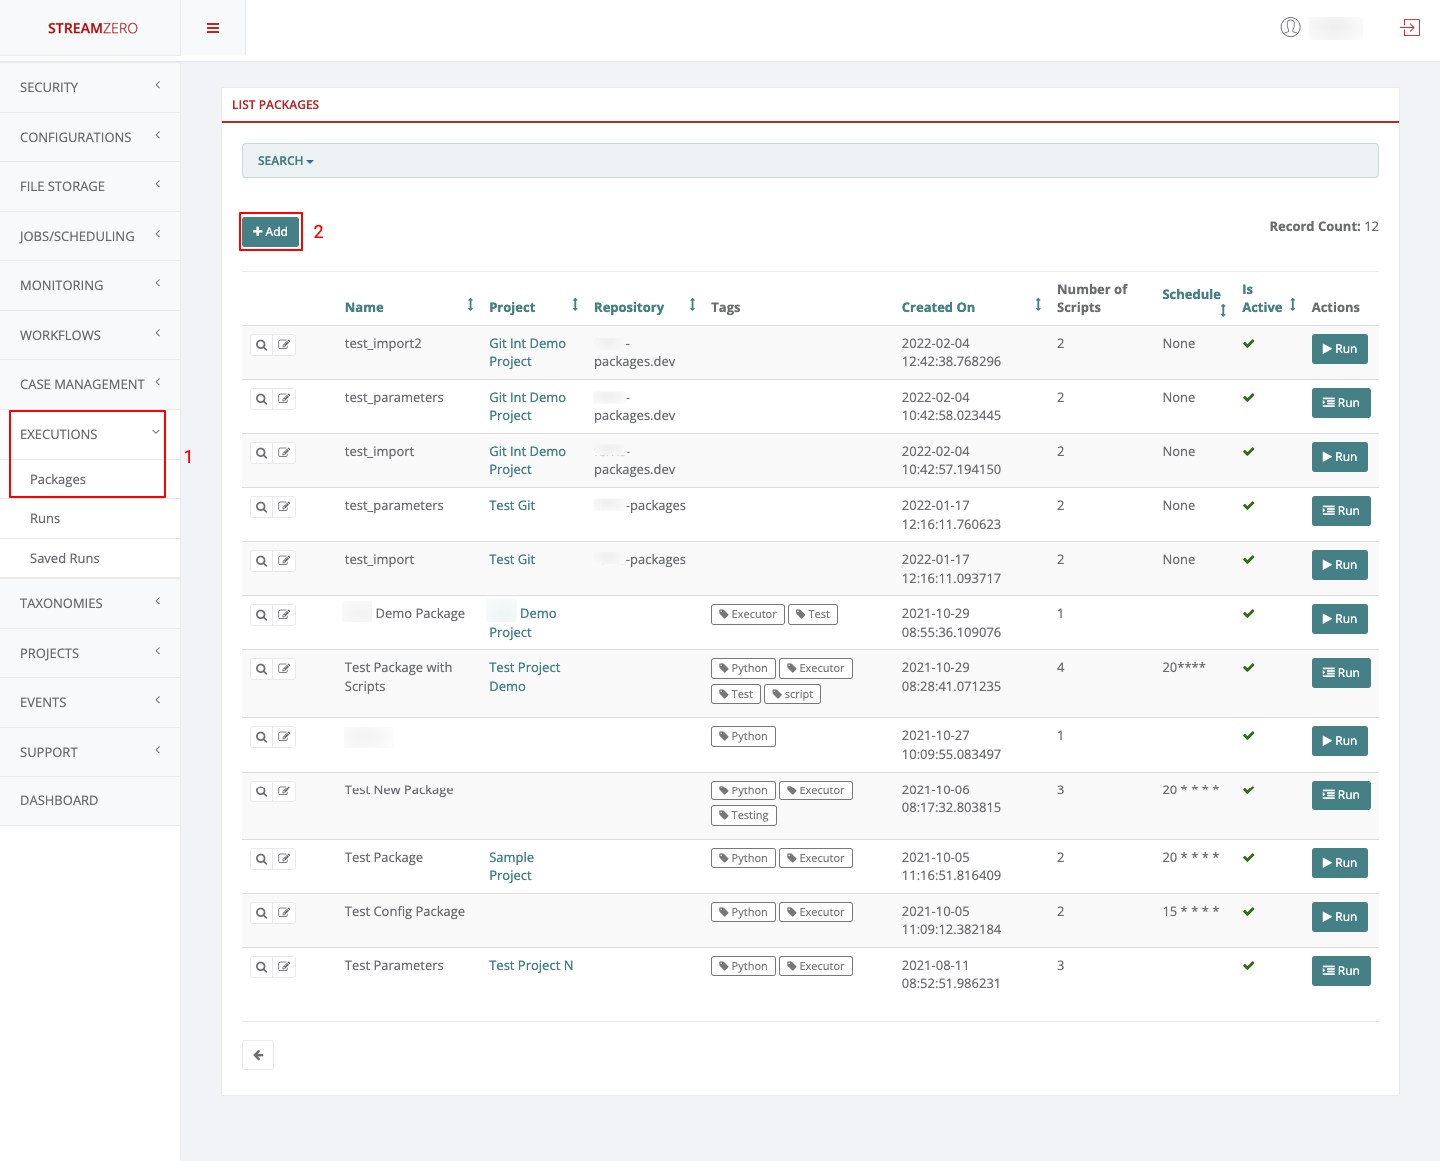 STREAMZERO
SECURITY
CONFIGURATIONS
FILE STORAGE
JOBS/SCHEDULING
MONITORING
WORKFLOWS
CASE MANAGEMENT
EXECUTIONS
1
Packages
Runs
Saved Runs
TAXONOMIES
PROJECTS
EVENTS
SUPPORT
DASHBOARD
LIST PACKAGES
SEARCH
Add 2 Record Count: 12
Name Project Repository Tags Created On Number of Scripts Schedule Is Active Actions
test_import2 Git Int Demo - 2022-02-04 2 None Run
Project packages.dev 12:42:38.768296
test_parameters Git Int Demo - 2022-02-04 2 None Run
Project packages.dev 10:42:58.023445
test_import Git Int Demo - 2022-02-04 2 None Run
Project packages.dev 10:42:57.194150
test_parameters Test Git -packages 2022-01-17 2 None Run
12:16:11.760623
test_import Test Git -packages 2022-01-17 2 None Run
12:16:11.093717
Demo Package Demo Executor Test 2021-10-29 1 Run
Project 08:55:36.109076
Test Package with Test Project Python Executor 2021-10-29 4 20**** Run
Scripts Demo Test script 08:28:41.071235
Python 2021-10-27 1 Run
10:09:55.083497
Test New Package Python Executor 2021-10-06 3 20 * * * * Run
Testing 08:17:32.803815
Test Package Sample Python Executor 2021-10-05 2 20 * * * * Run
Project 11:16:51.816409
Test Config Package Python Executor 2021-10-05 2 15 * * * * Run
11:09:12.382184
Test Parameters Test Project N Python Executor 2021-08-11 3 Run
08:52:51.986231